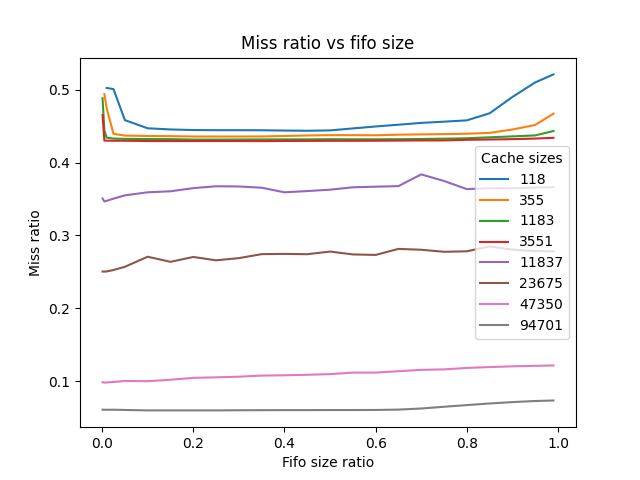 Miss ratio vs fifo size
Miss ratio
0.5
0.4
0.3
0.2
0.1
Cache sizes
118
355
1183
3551
11837
23675
47350
94701
0.0 0.2 0.4 0.6 0.8 1.0
Fifo size ratio